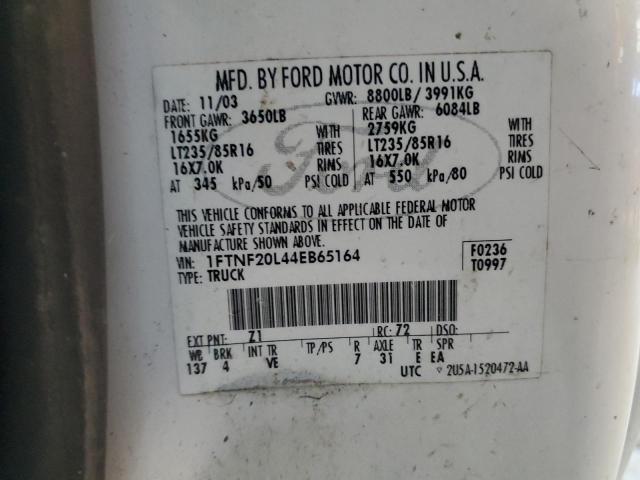 MFD. BY FORD MOTOR CO. IN U.S.A.
DATE: 11/03 GVWR: 8800LB/ 3991KG
FRONT GAWR: 3650LB REAR GAWR: 6084LB
1655KG WITH 2759KG WITH
LT235/85R16 TIRES LT235/85R16 TIRES
16X7.0K RIMS 16X7.0K RIMS
AT 345 kPa/50 PSI COLD AT 550 kPa/80 PSI COLD
Ford
THIS VEHICLE CONFORMS TO ALL APPLICABLE FEDERAL MOTOR
VEHICLE SAFETY STANDARDS IN EFFECT ON THE DATE OF
MANUFACTURE SHOWN ABOVE.
VIN: 1FTNF20L44EB65164 F0236
TYPE: TRUCK T0997
EXT PNT: Z1 RC: 72 DSO:
WB BRK INT TR TP/PS R AXLE TR SPR
137 4 VE 7 31 E EA
UTC 2U5A-1520472-AA